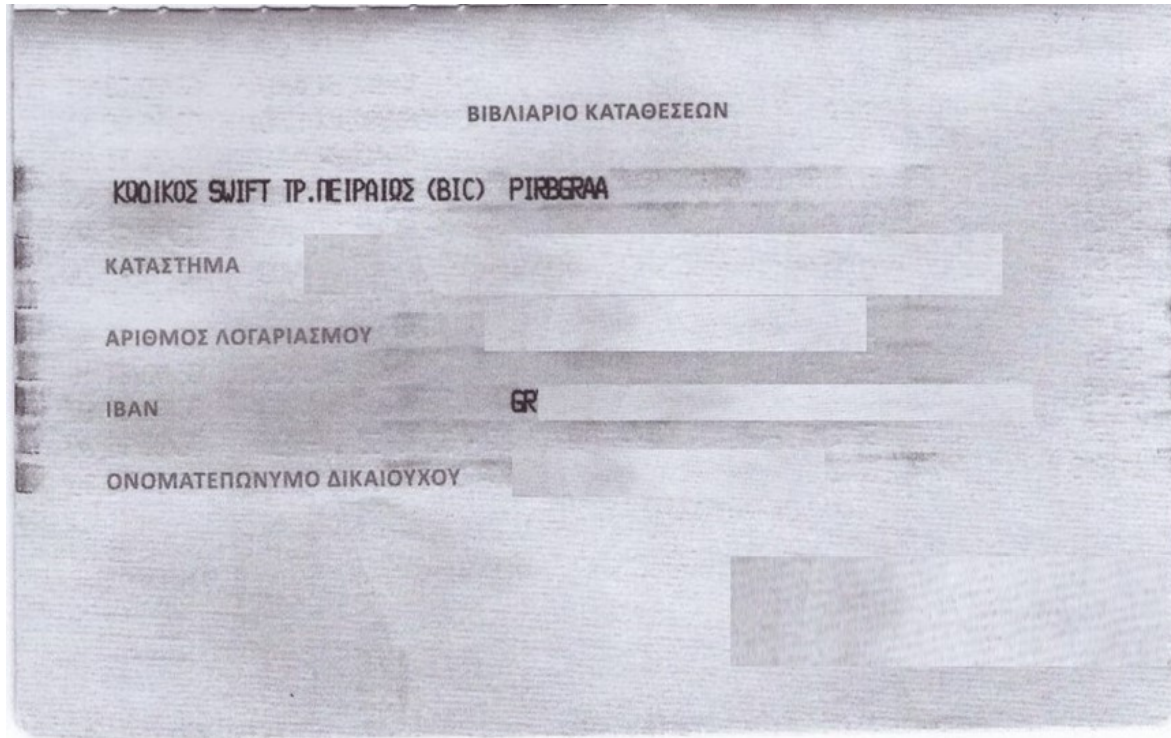 ΒΙΒΛΙΑΡΙΟ ΚΑΤΑΘΕΣΕΩΝ
ΚΩΔΙΚΟΣ SWIFT ΤΡ.ΠΕΙΡΑΙΩΣ (BIC) PIRBGRAA
ΚΑΤΑΣΤΗΜΑ
ΑΡΙΘΜΟΣ ΛΟΓΑΡΙΑΣΜΟΥ
IBAN GR
ΟΝΟΜΑΤΕΠΩΝΥΜΟ ΔΙΚΑΙΟΥΧΟΥ